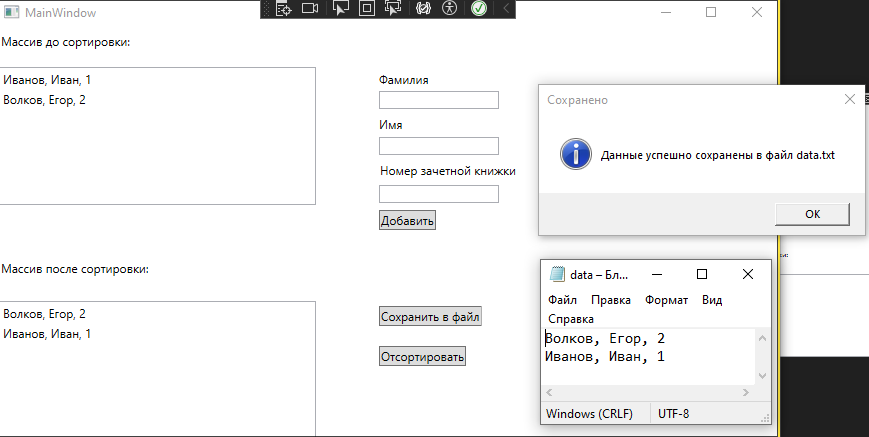 MainWindow
Массив до сортировки:
Иванов, Иван, 1
Волков, Егор, 2
Фамилия
Имя
Номер зачетной книжки
Добавить
Массив после сортировки:
Волков, Егор, 2
Иванов, Иван, 1
Сохранить в файл
Отсортировать
Сохранено
Данные успешно сохранены в файл data.txt
OK
data – Бл...
Файл Правка Формат Вид
Справка
Волков, Егор, 2
Иванов, Иван, 1
Windows (CRLF) UTF-8